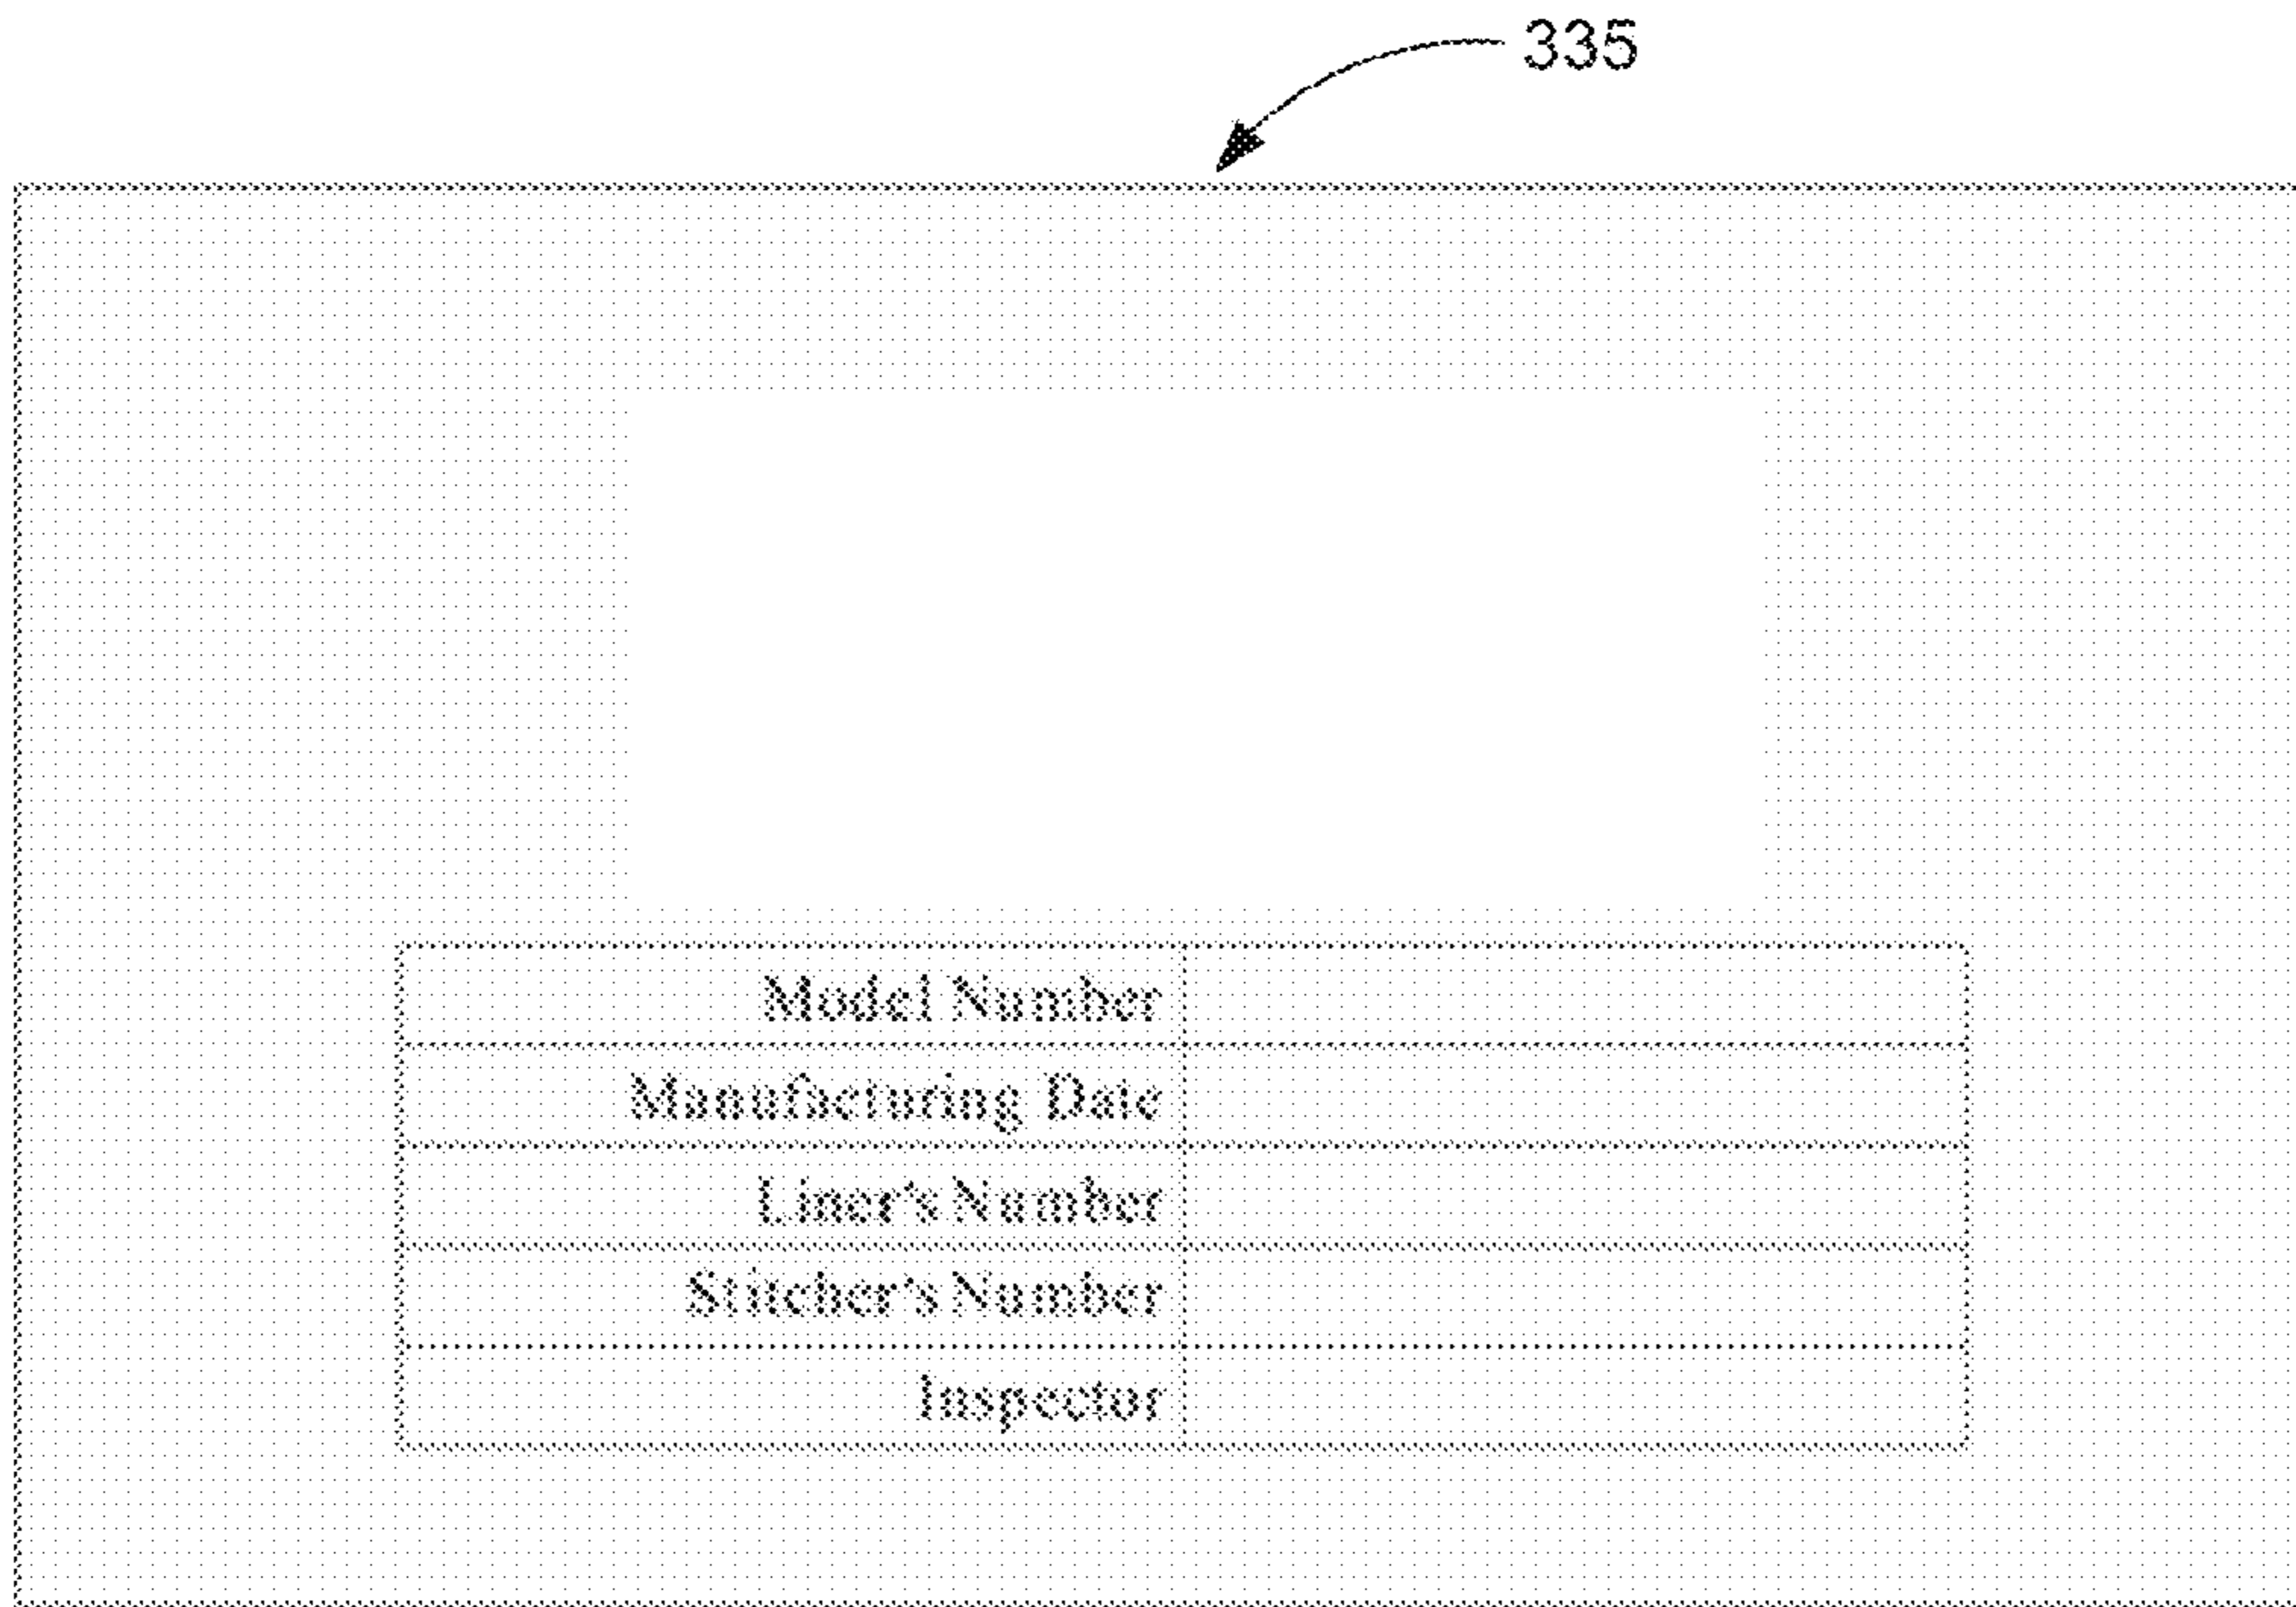 335
Model Number
Manufacturing Date
Liner's Number
Stitcher's Number
Inspector